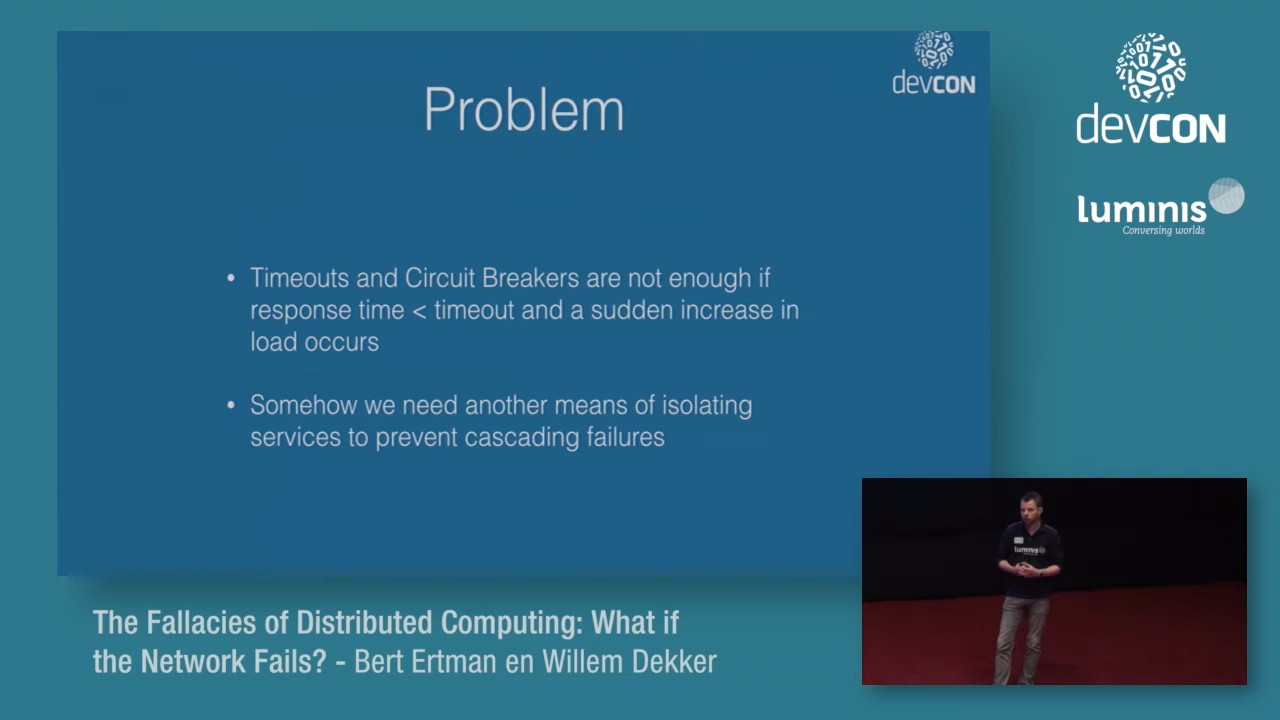 devcon
Problem
Timeouts and Circuit Breakers are not enough if
response time < timeout and a sudden increase in
load occurs
Somehow we need another means of isolating
services to prevent cascading failures
devcon
luminis
Conversing worlds
luminis
The Fallacies of Distributed Computing: What if
the Network Fails? - Bert Ertman en Willem Dekker